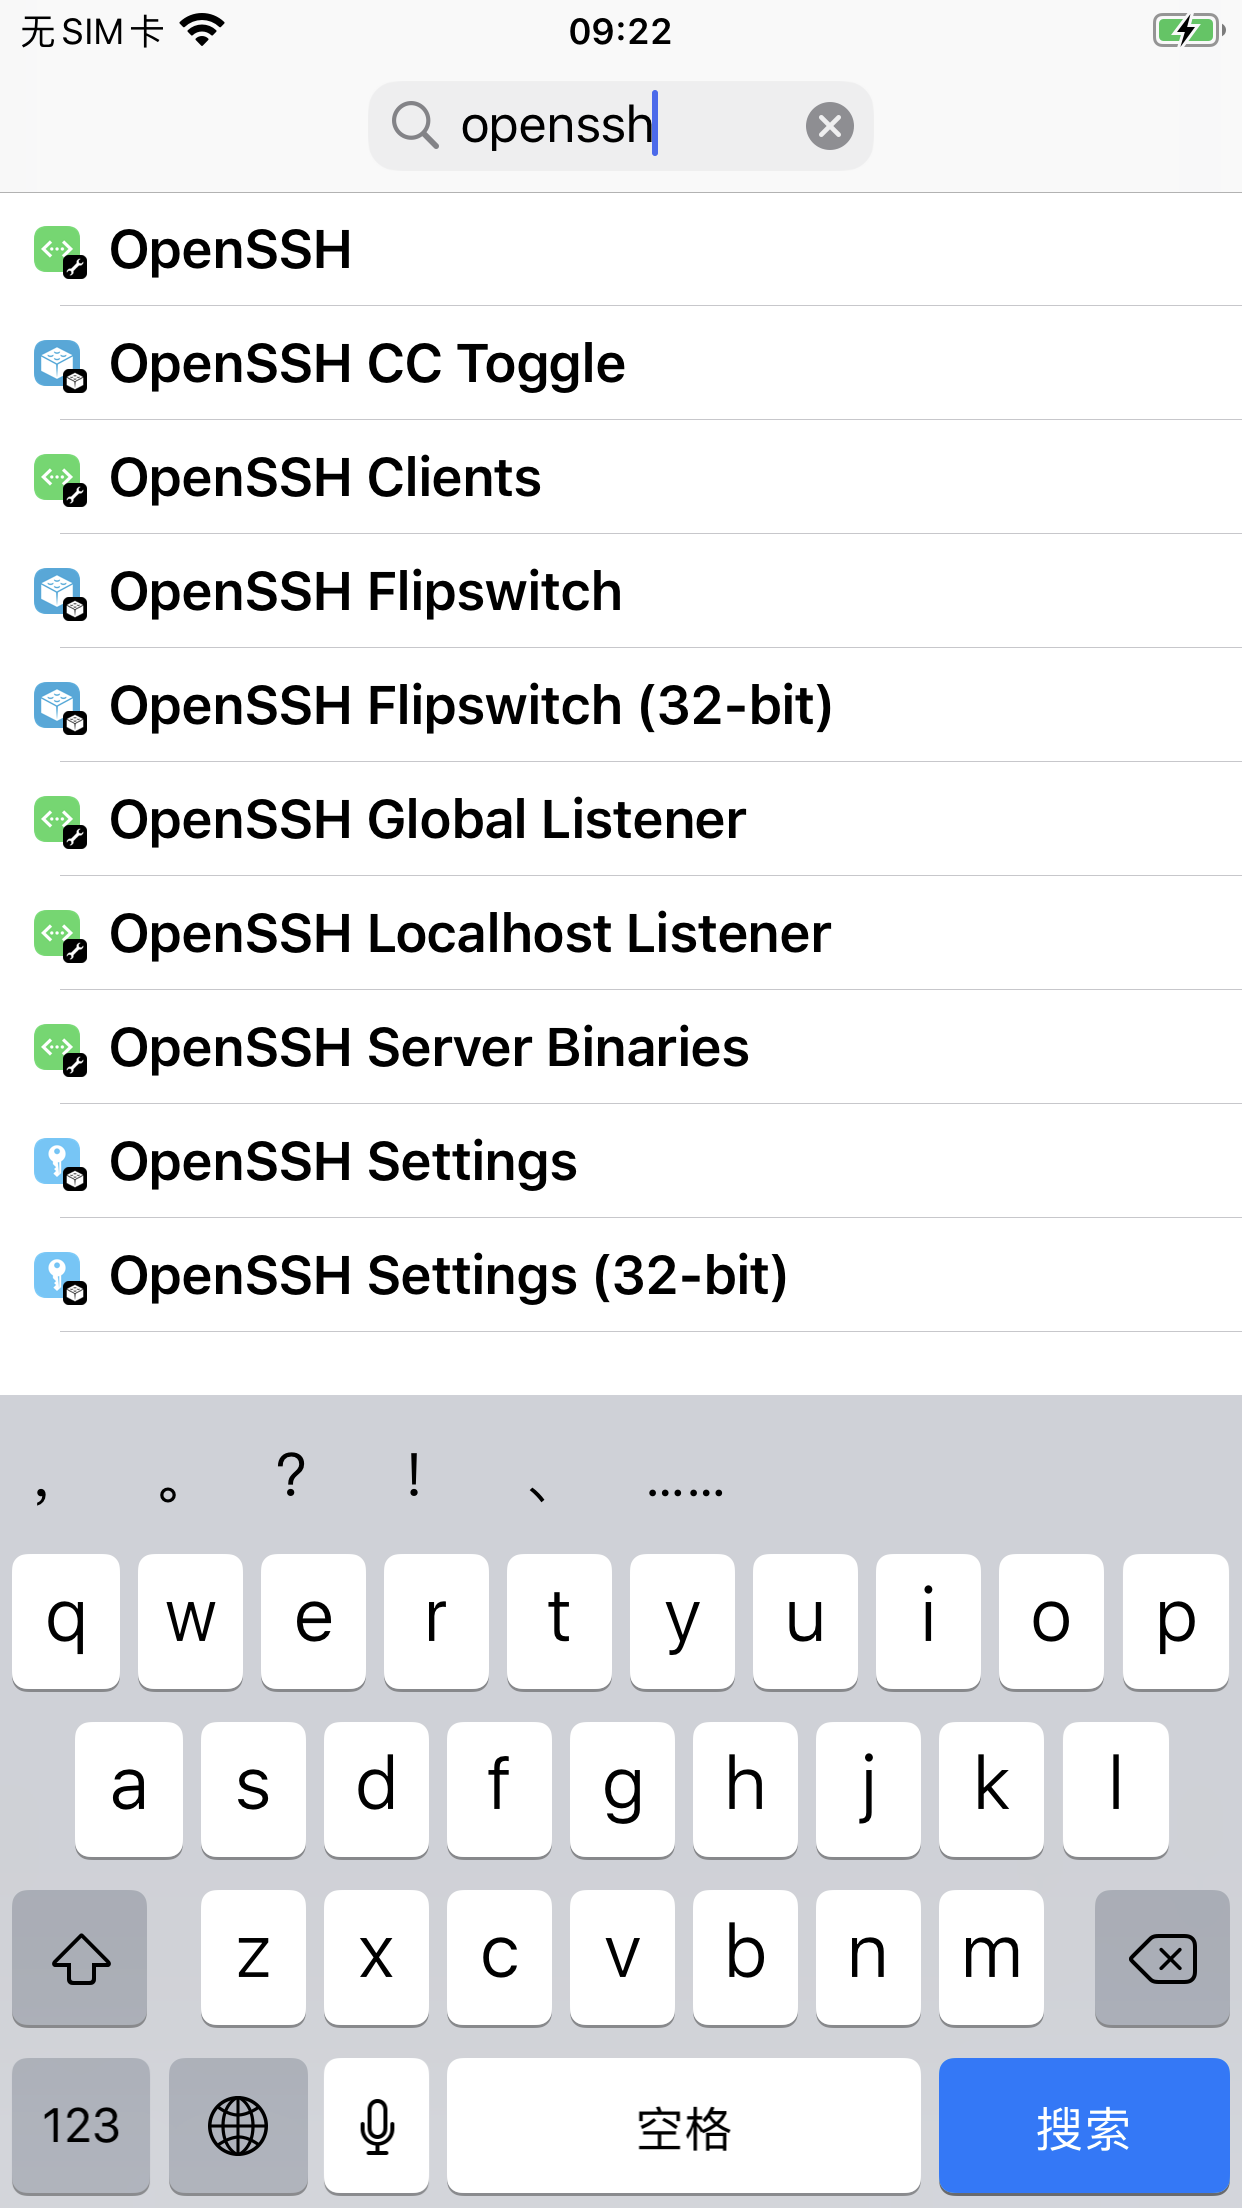 无SIM卡
09:22
openssh
OpenSSH
OpenSSH CC Toggle
OpenSSH Clients
OpenSSH Flipswitch
OpenSSH Flipswitch (32-bit)
OpenSSH Global Listener
OpenSSH Localhost Listener
OpenSSH Server Binaries
OpenSSH Settings
OpenSSH Settings (32-bit)
， 。 ？ ！ 、 ……
q w e r t y u i o p
a s d f g h j k l
z x c v b n m
123 空格 搜索